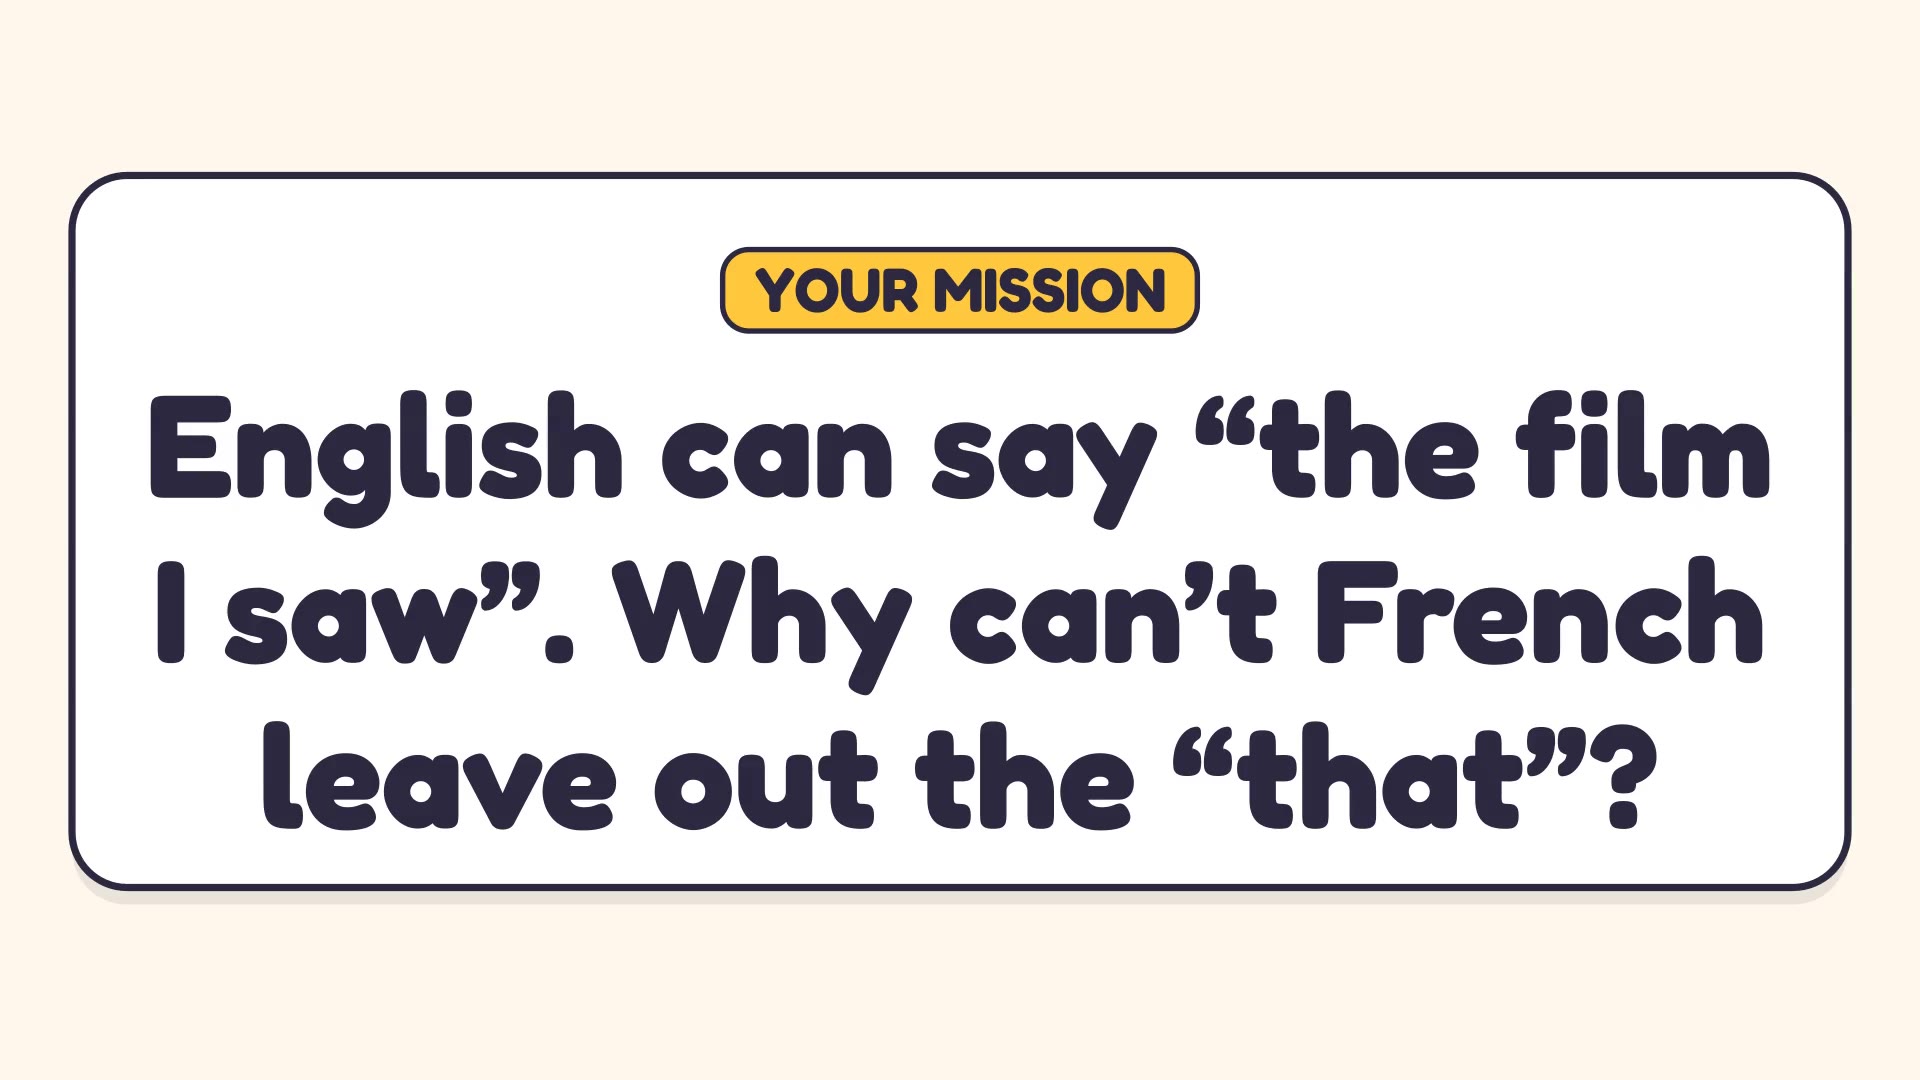 YOUR MISSION
English can say “the film
I saw”. Why can’t French
leave out the “that”?